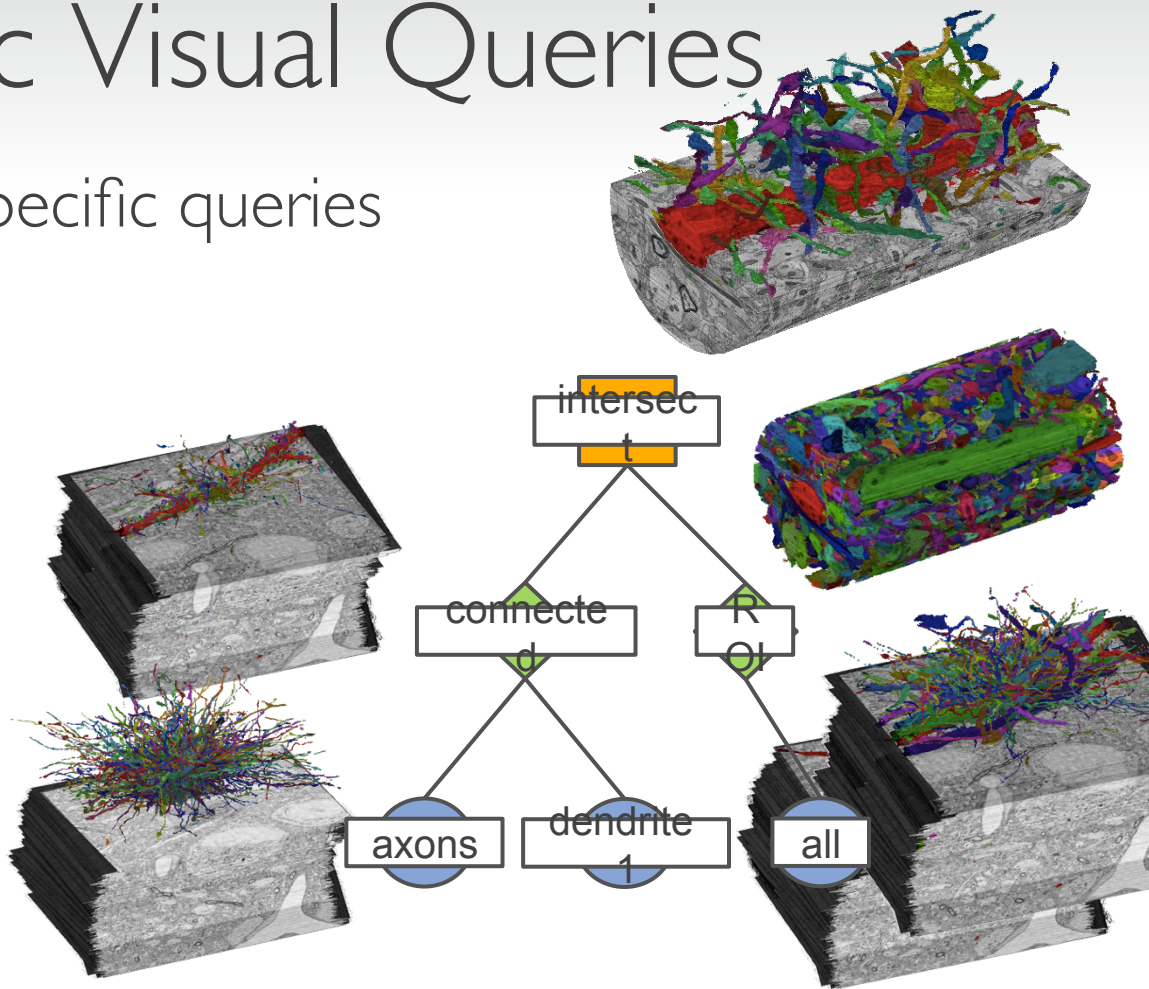 c Visual Queries
pecific queries
intersec
t
connecte
d
R
OI
axons
dendrite
1
all